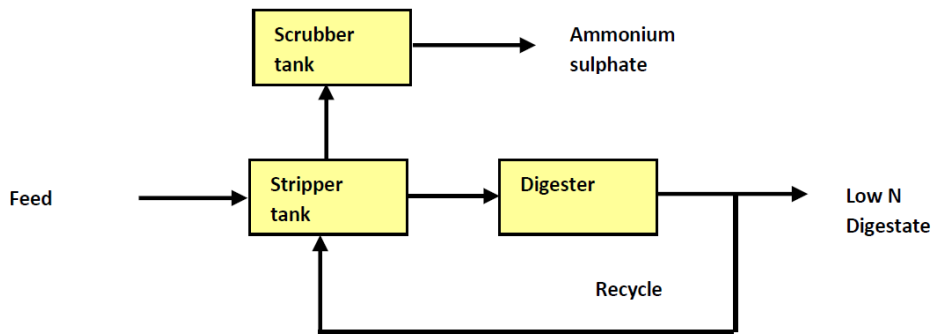 Scrubber
tank
Ammonium
sulphate
Feed
Stripper
tank
Digester
Low N
Digestate
Recycle